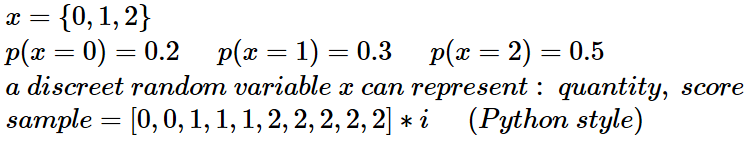 x = {0, 1, 2}
p(x = 0) = 0.2 p(x = 1) = 0.3 p(x = 2) = 0.5
a discreet random variable x can represent : quantity, score
sample = [0, 0, 1, 1, 1, 2, 2, 2, 2, 2] * i (Python style)